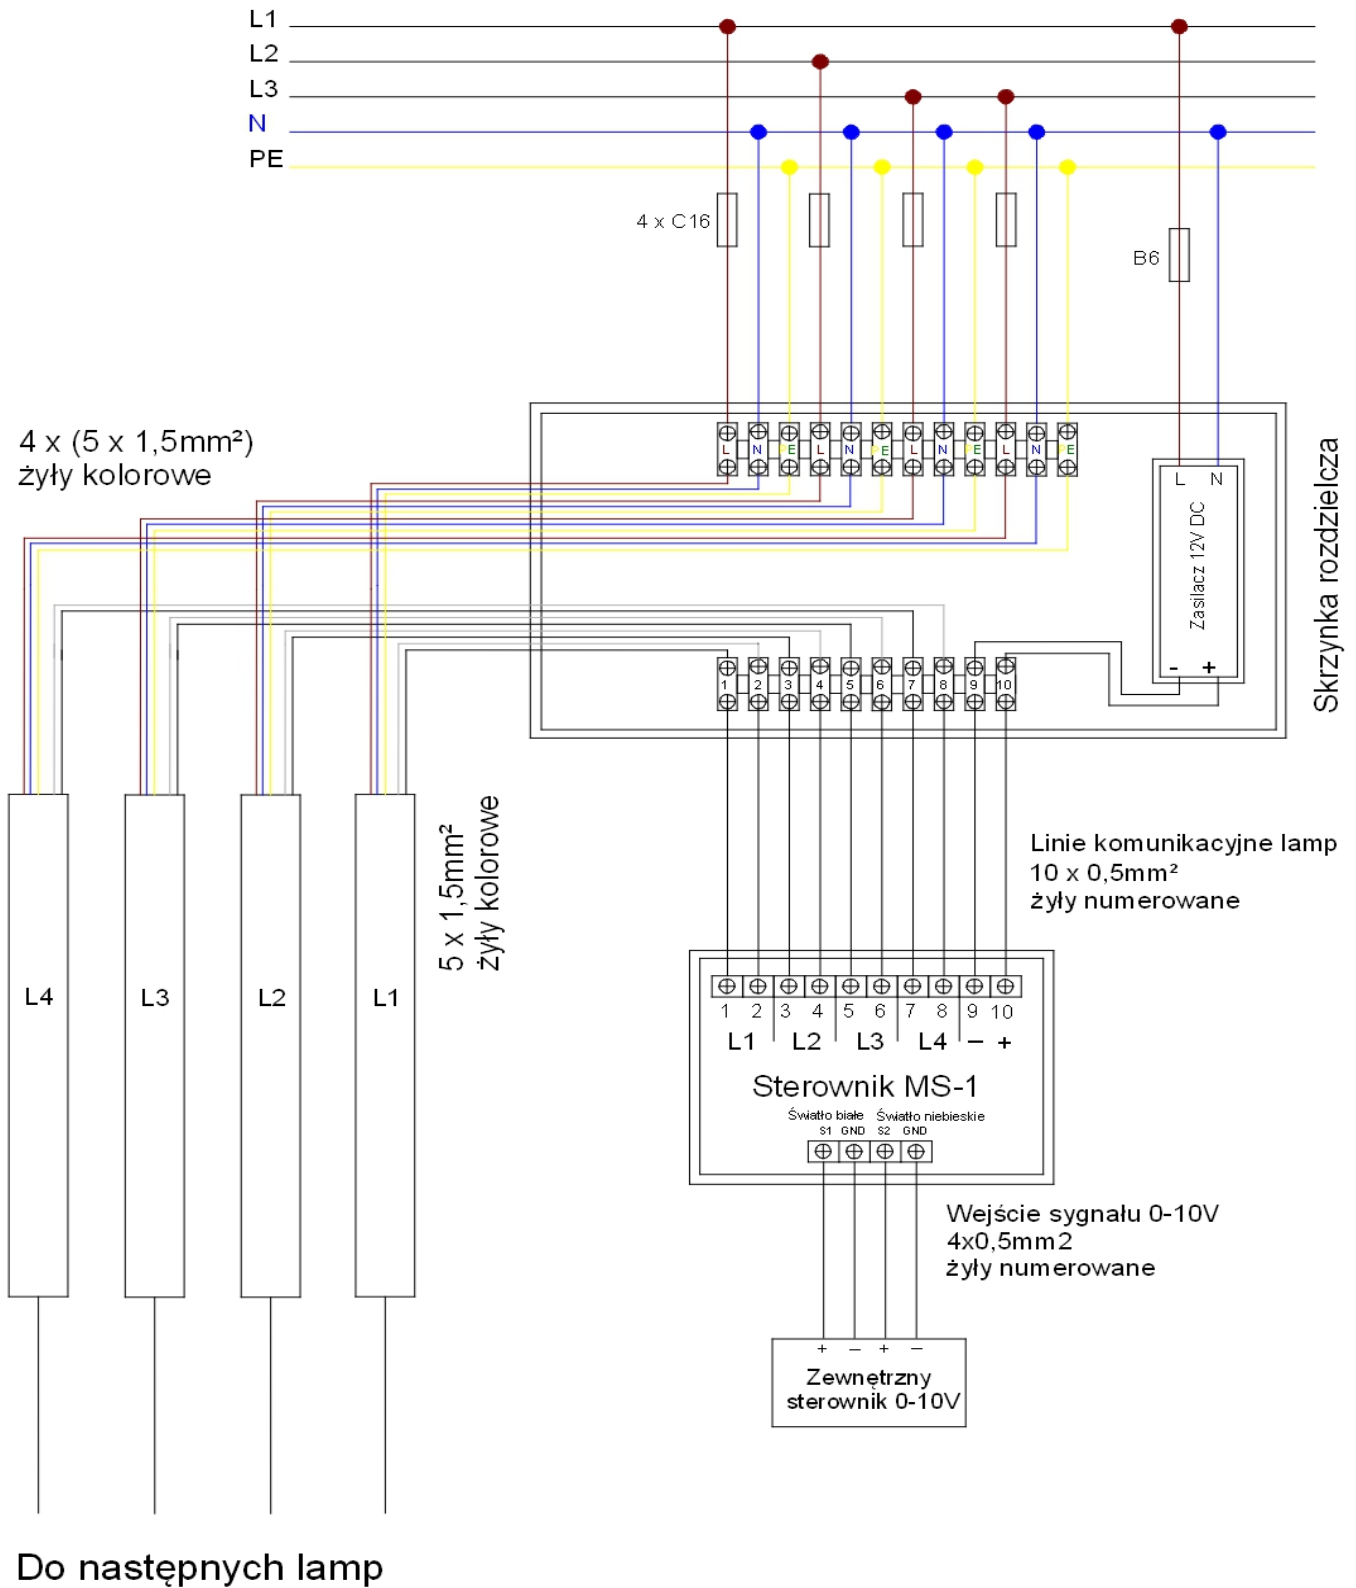 L1
L2
L3
N
PE
4 x C16
B6
4 x (5 x 1,5mm²)
żyły kolorowe
L N PE L N PE L N PE L N PE
L N
Zasilacz 12V DC
- +
Skrzynka rozdzielcza
1 2 3 4 5 6 7 8 9 10
5 x 1,5mm²
żyły kolorowe
Linie komunikacyjne lamp
10 x 0,5mm²
żyły numerowane
L4 L3 L2 L1
1 2 3 4 5 6 7 8 9 10
L1 L2 L3 L4 – +
Sterownik MS-1
Światło białe Światło niebieskie
S1 GND S2 GND
Wejście sygnału 0-10V
4x0,5mm2
żyły numerowane
+ – + –
Zewnętrzny
sterownik 0-10V
Do następnych lamp